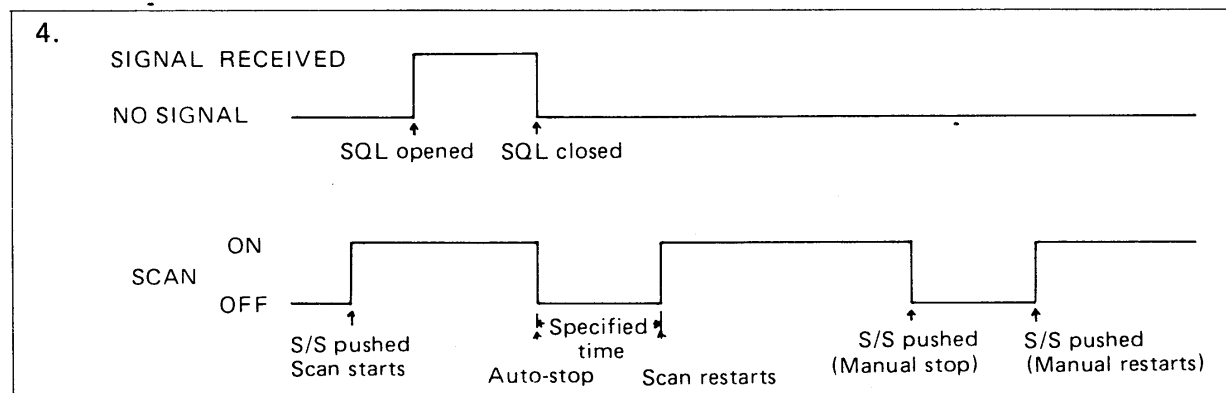 4.
SIGNAL RECEIVED
NO SIGNAL
SQL opened SQL closed
ON
SCAN
OFF
S/S pushed
Scan starts
Specified
time
Auto-stop
Scan restarts
S/S pushed
(Manual stop)
S/S pushed
(Manual restarts)